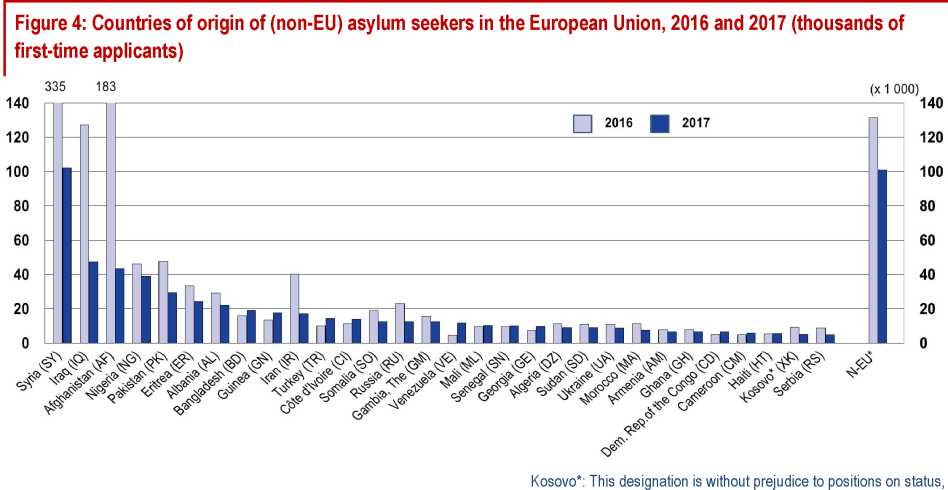 Figure 4: Countries of origin of (non-EU) asylum seekers in the European Union, 2016 and 2017 (thousands of
first-time applicants)
335 183 (x 1 000)
140 140
120 120
100 100
80 80
60 60
40 40
20 20
0 0
2016 2017
Syria (SY)
Iraq (IQ)
Afghanistan (AF)
Nigeria (NG)
Pakistan (PK)
Eritrea (ER)
Albania (AL)
Bangladesh (BD)
Guinea (GN)
Iran (IR)
Turkey (TR)
Côte d'Ivoire (CI)
Somalia (SO)
Russia (RU)
Gambia, The (GM)
Venezuela (VE)
Mali (ML)
Senegal (SN)
Georgia (GE)
Algeria (DZ)
Sudan (SD)
Ukraine (UA)
Morocco (MA)
Armenia (AM)
Ghana (GH)
Dem. Rep.of the Congo (CD)
Cameroon (CM)
Haiti (HT)
Kosovo* (XK)
Serbia (RS)
N-EU*
Kosovo*: This designation is without prejudice to positions on status,